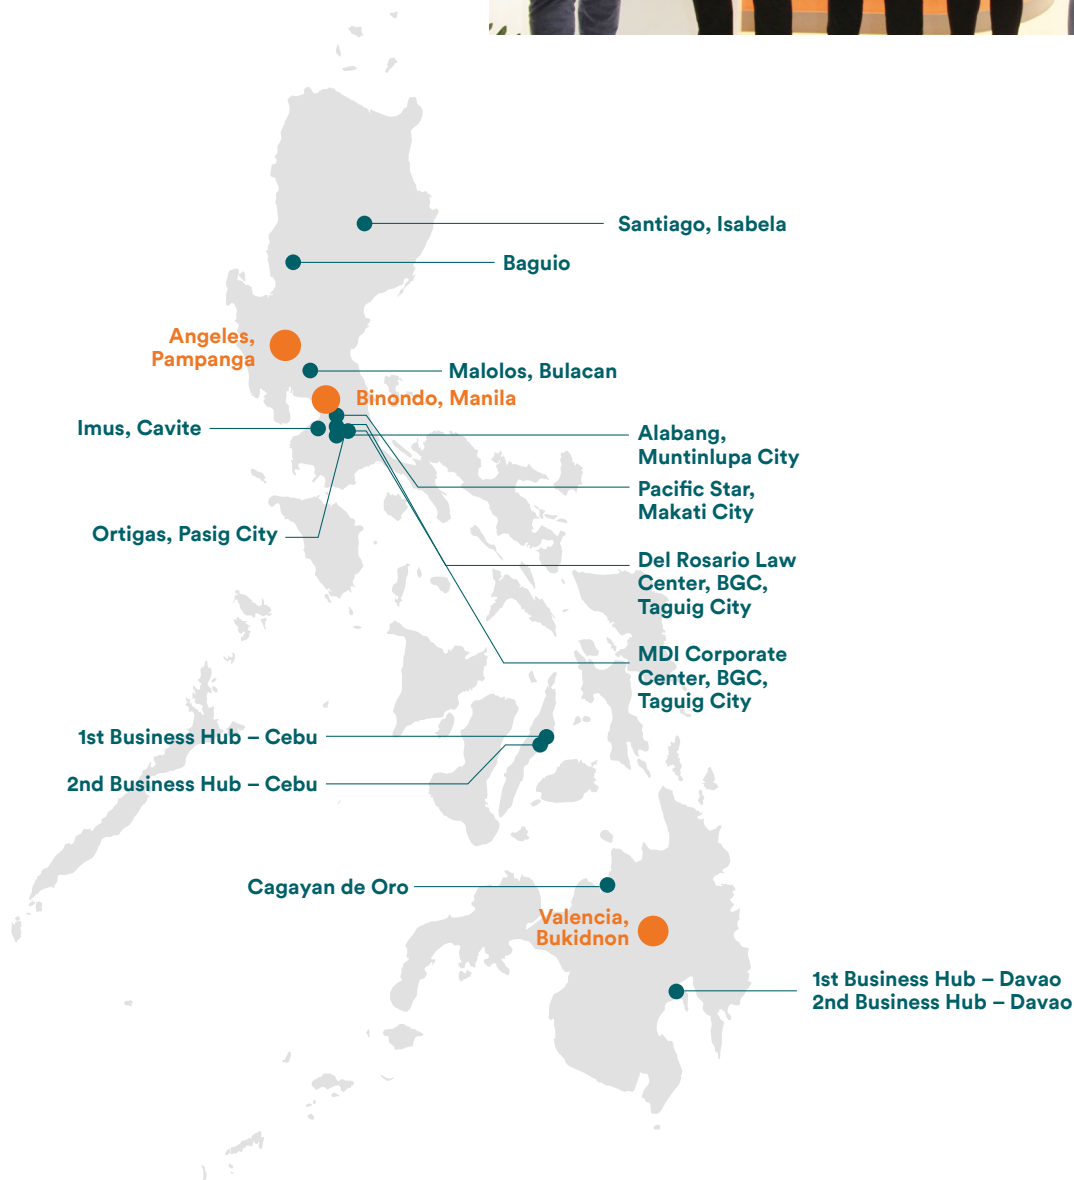 Santiago, Isabela
Baguio
Angeles,
Pampanga
Malolos, Bulacan
Binondo, Manila
Imus, Cavite
Alabang,
Muntinlupa City
Pacific Star,
Makati City
Ortigas, Pasig City
Del Rosario Law
Center, BGC,
Taguig City
MDI Corporate
Center, BGC,
Taguig City
1st Business Hub – Cebu
2nd Business Hub – Cebu
Cagayan de Oro
Valencia,
Bukidnon
1st Business Hub – Davao
2nd Business Hub – Davao